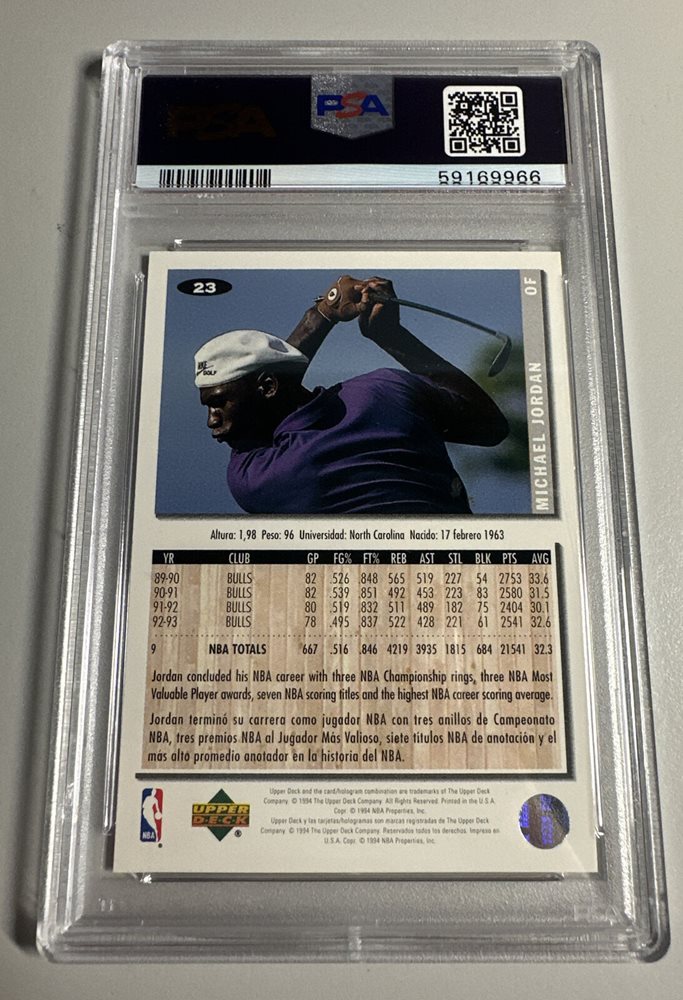 PSA
PSA
59169966
23
OF
MICHAEL JORDAN
NIKE
GOLF
Altura: 1,98 Peso: 96 Universidad: North Carolina Nacido: 17 febrero 1963
YR CLUB GP FG% FT% REB AST STL BLK PTS AVG
89-90 BULLS 82 .526 .848 565 519 227 54 2753 33.6
90-91 BULLS 82 .539 .851 492 453 223 83 2580 31.5
91-92 BULLS 80 .519 .832 511 489 182 75 2404 30.1
92-93 BULLS 78 .495 .837 522 428 221 61 2541 32.6
9 NBA TOTALS 667 .516 .846 4219 3935 1815 684 21541 32.3
Jordan concluded his NBA career with three NBA Championship rings, three NBA Most
Valuable Player awards, seven NBA scoring titles and the highest NBA career scoring average.
Jordan terminó su carrera como jugador NBA con tres anillos de Campeonato
NBA, tres premios NBA al Jugador Más Valioso, siete títulos NBA de anotación y el
más alto promedio anotador en la historia del NBA.
NBA
UPPER
DECK
®
Upper Deck and the card/hologram combination are trademarks of The Upper Deck
Company. © 1994 The Upper Deck Company. All Rights Reserved. Printed in the U.S.A.
Copr. © 1994 NBA Properties, Inc.
Upper Deck y las tarjetas/hologramas son marcas registradas de The Upper Deck
Company. © 1994 The Upper Deck Company. Reservados todos los derechos. Impreso en
U.S.A. Copr. © 1994 NBA Properties, Inc.